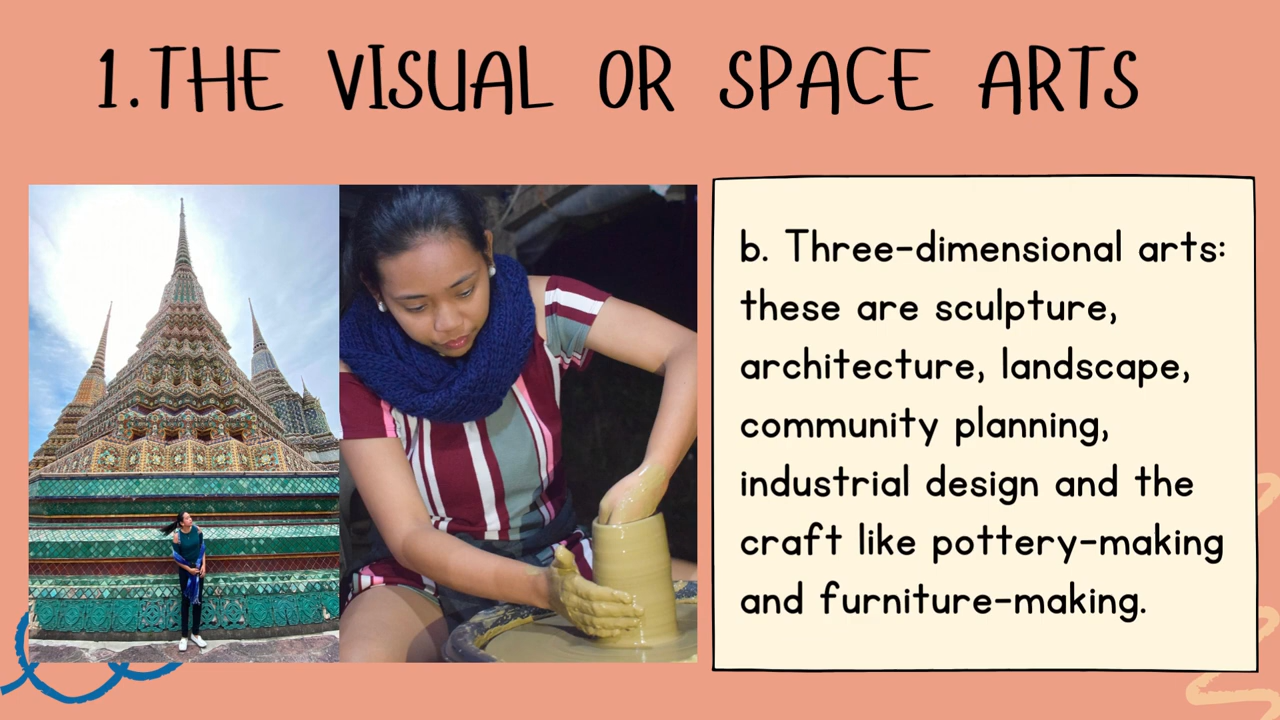 1.THE VISUAL OR SPACE ARTS
b. Three-dimensional arts:
these are sculpture,
architecture, landscape,
community planning,
industrial design and the
craft like pottery-making
and furniture-making.